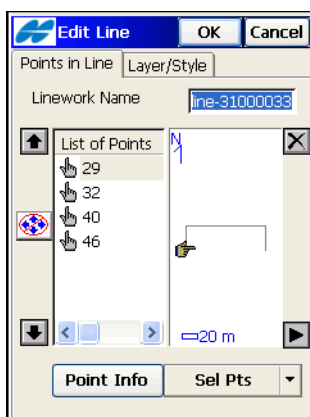 Edit Line OK Cancel
Points in Line Layer/Style
Linework Name line-31000033
List of Points
N
29
32
40
46
20 m
Point Info Sel Pts